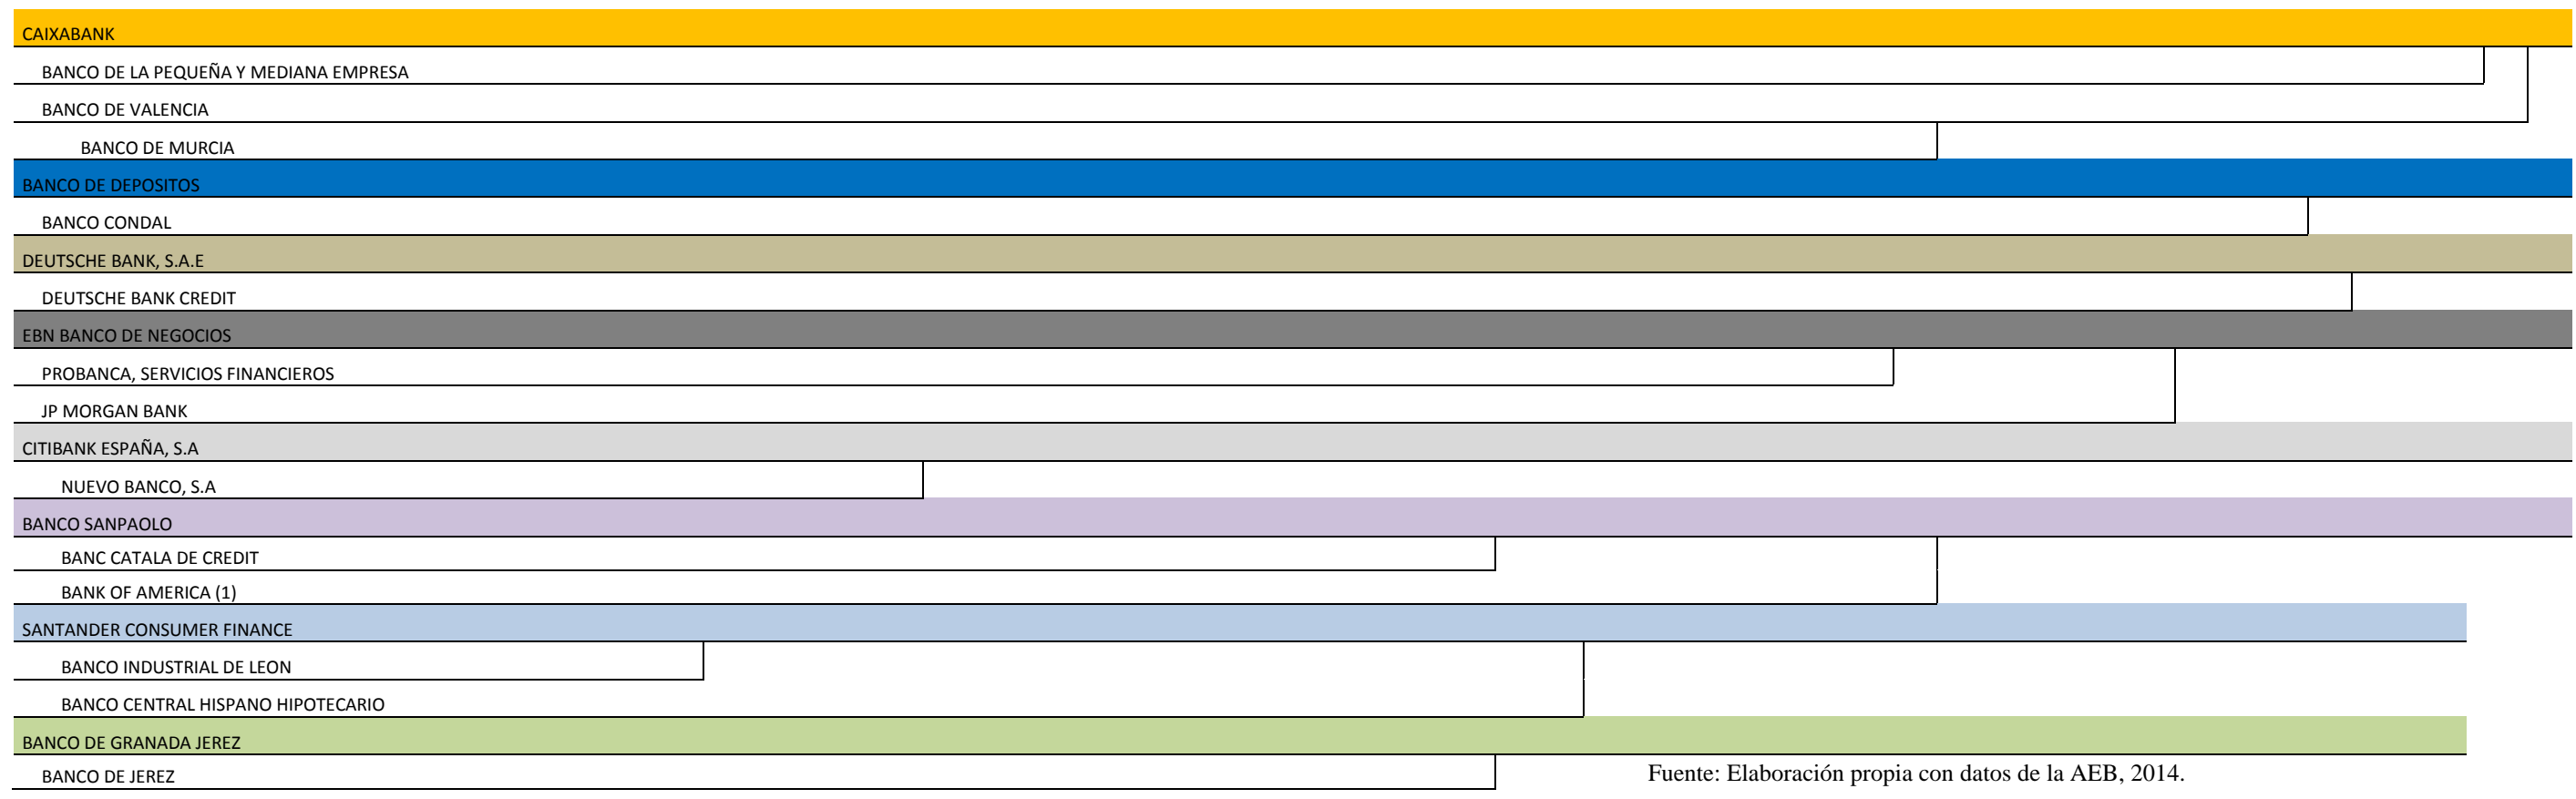 CAIXABANK
BANCO DE LA PEQUEÑA Y MEDIANA EMPRESA
BANCO DE VALENCIA
BANCO DE MURCIA
BANCO DE DEPOSITOS
BANCO CONDAL
DEUTSCHE BANK, S.A.E
DEUTSCHE BANK CREDIT
EBN BANCO DE NEGOCIOS
PROBANCA, SERVICIOS FINANCIEROS
JP MORGAN BANK
CITIBANK ESPAÑA, S.A
NUEVO BANCO, S.A
BANCO SANPAOLO
BANC CATALA DE CREDIT
BANK OF AMERICA (1)
SANTANDER CONSUMER FINANCE
BANCO INDUSTRIAL DE LEON
BANCO CENTRAL HISPANO HIPOTECARIO
BANCO DE GRANADA JEREZ
BANCO DE JEREZ
Fuente: Elaboración propia con datos de la AEB, 2014.